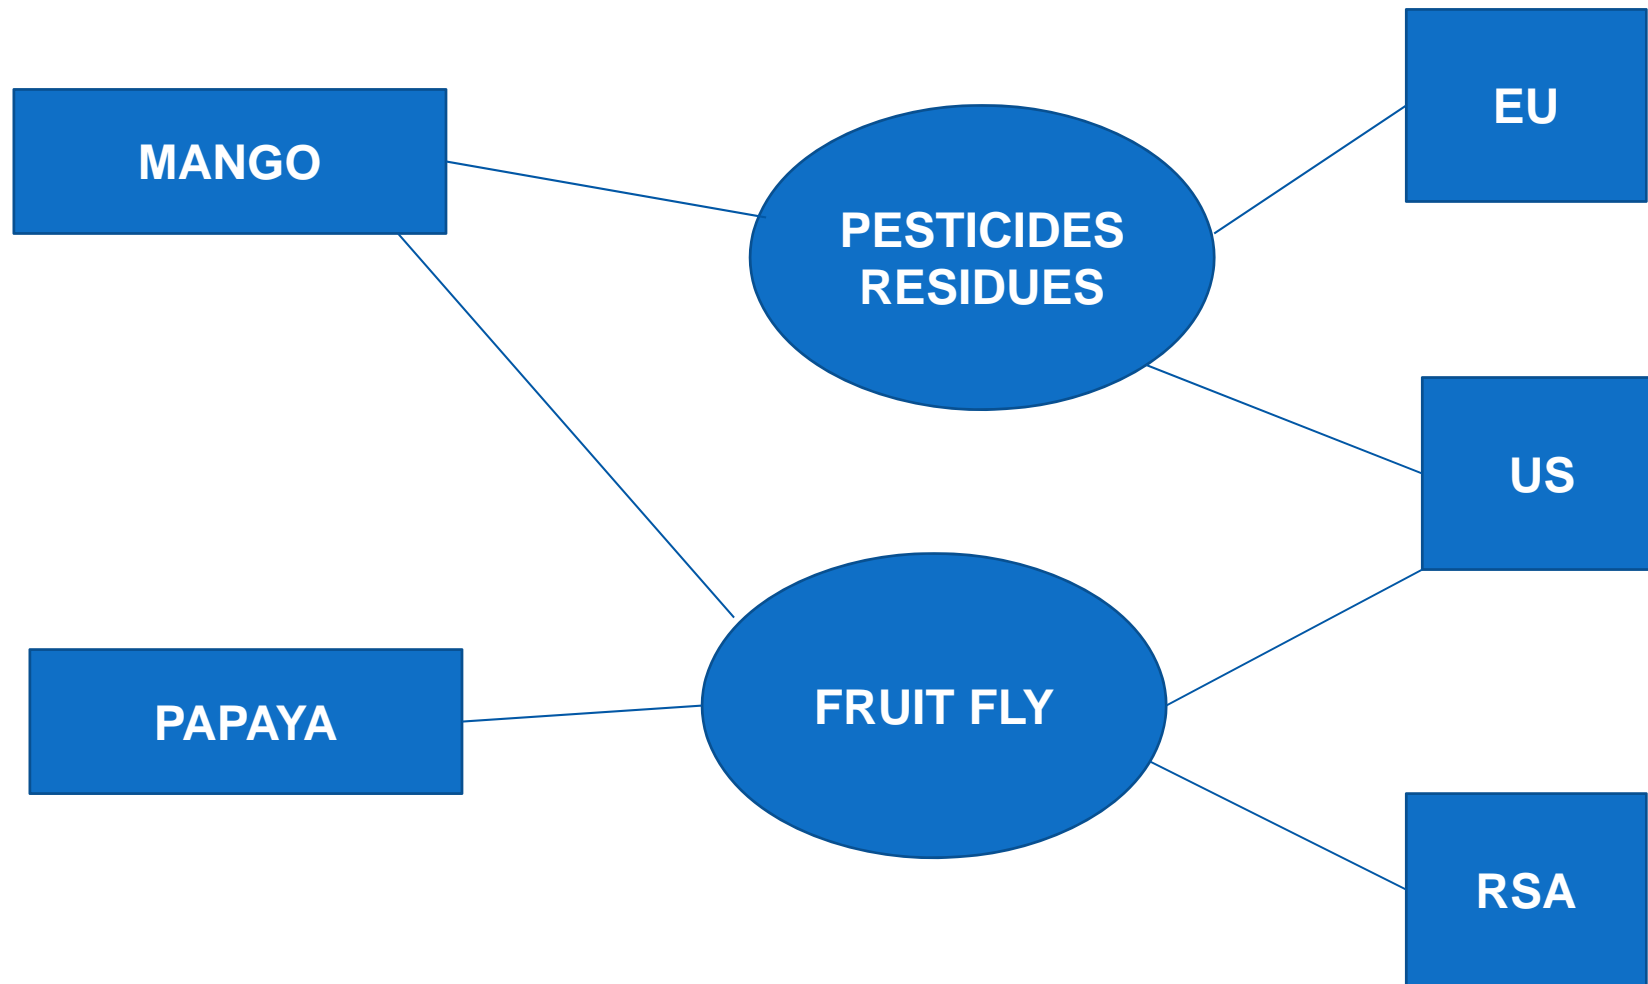 MANGO
PESTICIDES
RESIDUES
EU
US
PAPAYA
FRUIT FLY
RSA